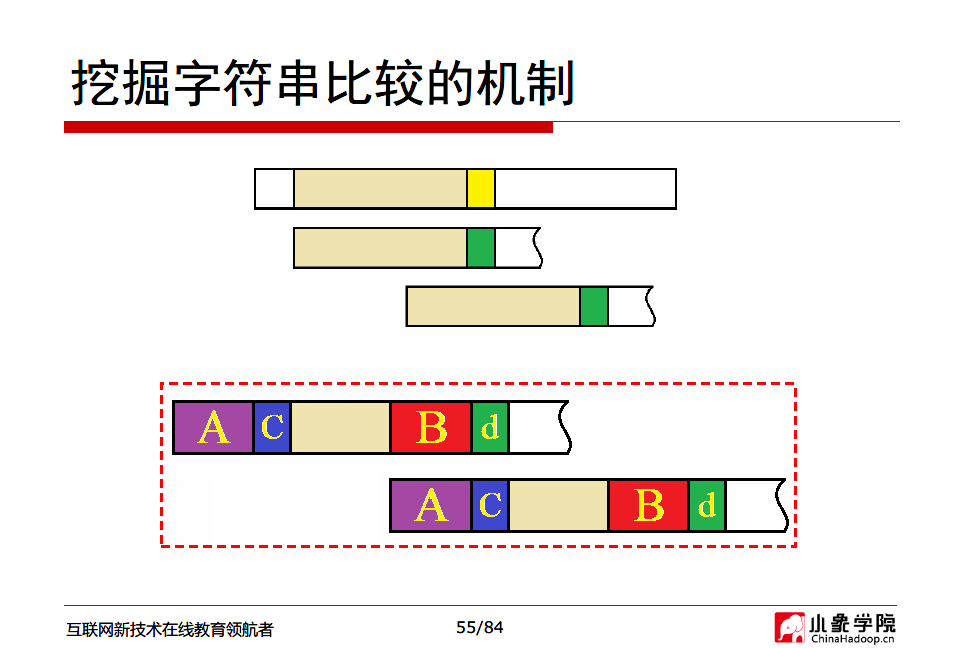 挖掘字符串比较的机制
A C B d
A C B d
互联网新技术在线教育领航者
55/84
小象学院
ChinaHadoop.cn